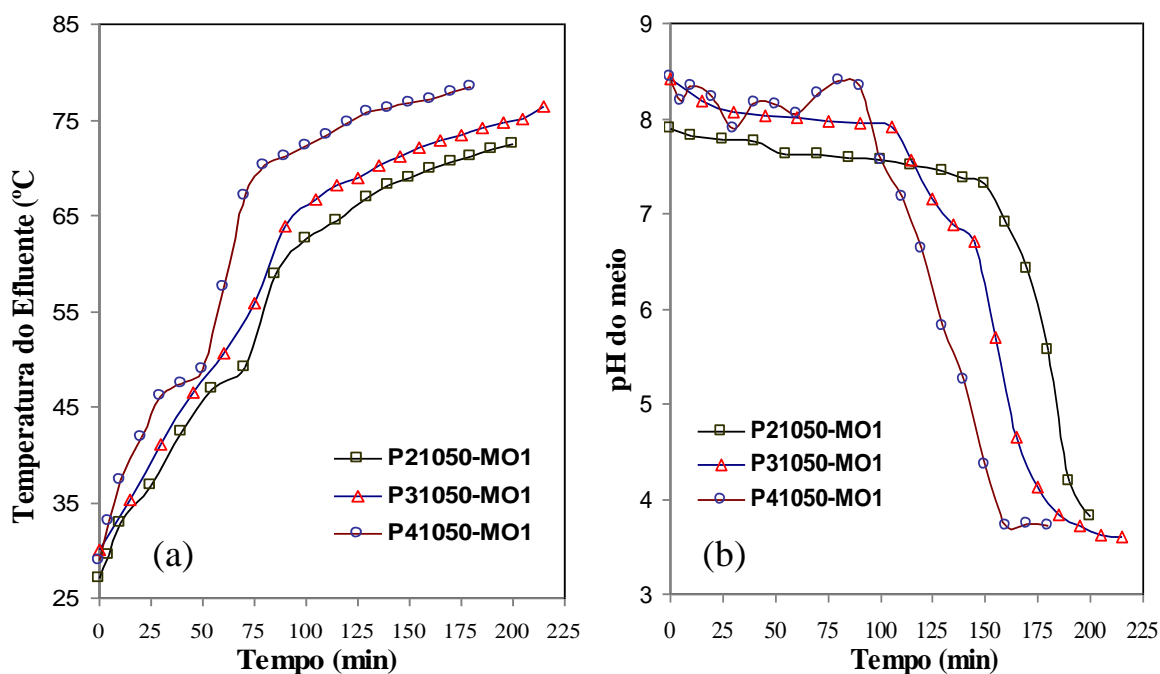 85
75
65
55
45
35
25
Temperatura do Efluente (ºC
P21050-MO1
P31050-MO1
P41050-MO1
(a)
0 25 50 75 100 125 150 175 200 225
Tempo (min)
9
8
7
6
5
4
3
pH do meio
P21050-MO1
P31050-MO1
P41050-MO1
(b)
0 25 50 75 100 125 150 175 200 225
Tempo (min)